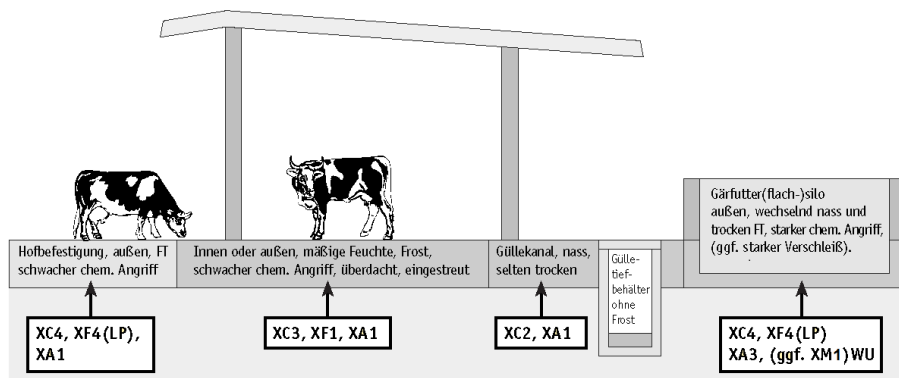 Hofbefestigung, außen, FT
schwacher chem. Angriff
Innen oder außen, mäßige Feuchte, Frost,
schwacher chem. Angriff, überdacht, eingestreut
Güllekanal, nass,
selten trocken
Gülle-
tief-
behälter
ohne
Frost
Gärfutter(flach-)silo
außen, wechselnd nass und
trocken FT, starker chem. Angriff,
(ggf. starker Verschleiß).
XC4, XF4(LP),
XA1
XC3, XF1, XA1
XC2, XA1
XC4, XF4(LP)
XA3, (ggf. XM1)WU